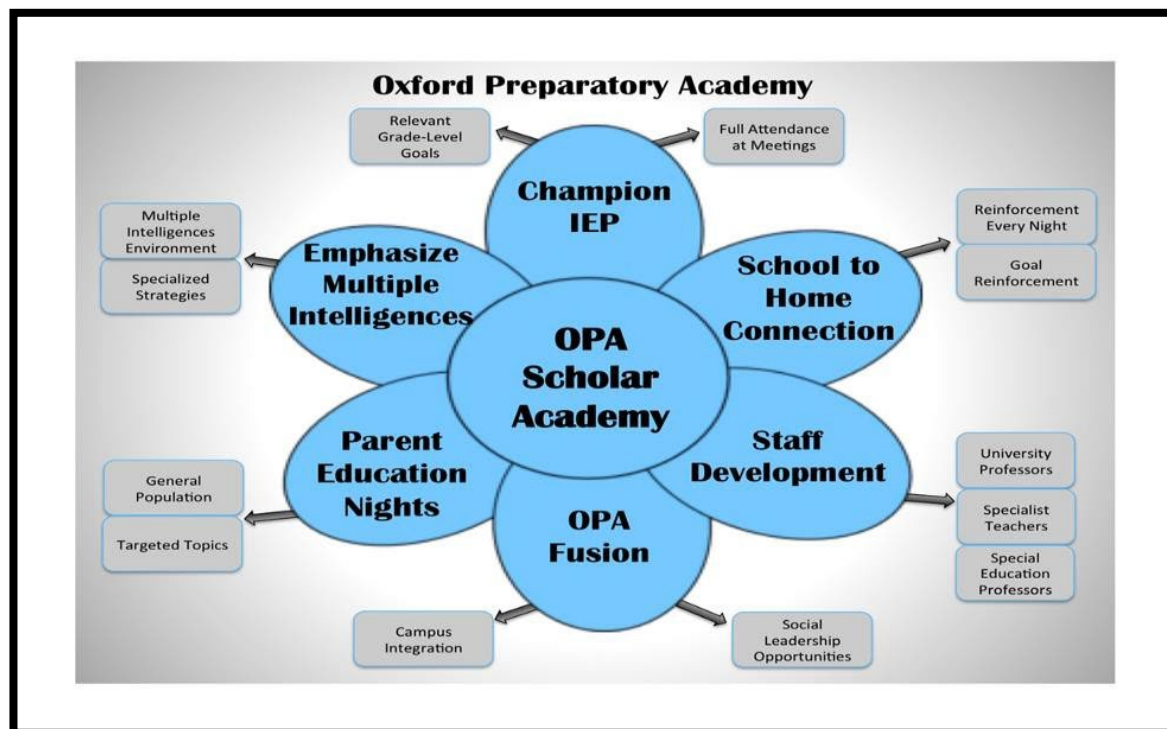 Oxford Preparatory Academy
Relevant
Grade-Level
Goals
Full Attendance
at Meetings
Champion
IEP
Multiple
Intelligences
Environment
Specialized
Strategies
Emphasize
Multiple
Intelligences
School to
Home
Connection
Reinforcement
Every Night
Goal
Reinforcement
OPA
Scholar
Academy
Parent
Education
Nights
General
Population
Targeted Topics
Staff
Development
University
Professors
Specialist
Teachers
Special
Education
Professors
OPA
Fusion
Campus
Integration
Social
Leadership
Opportunities